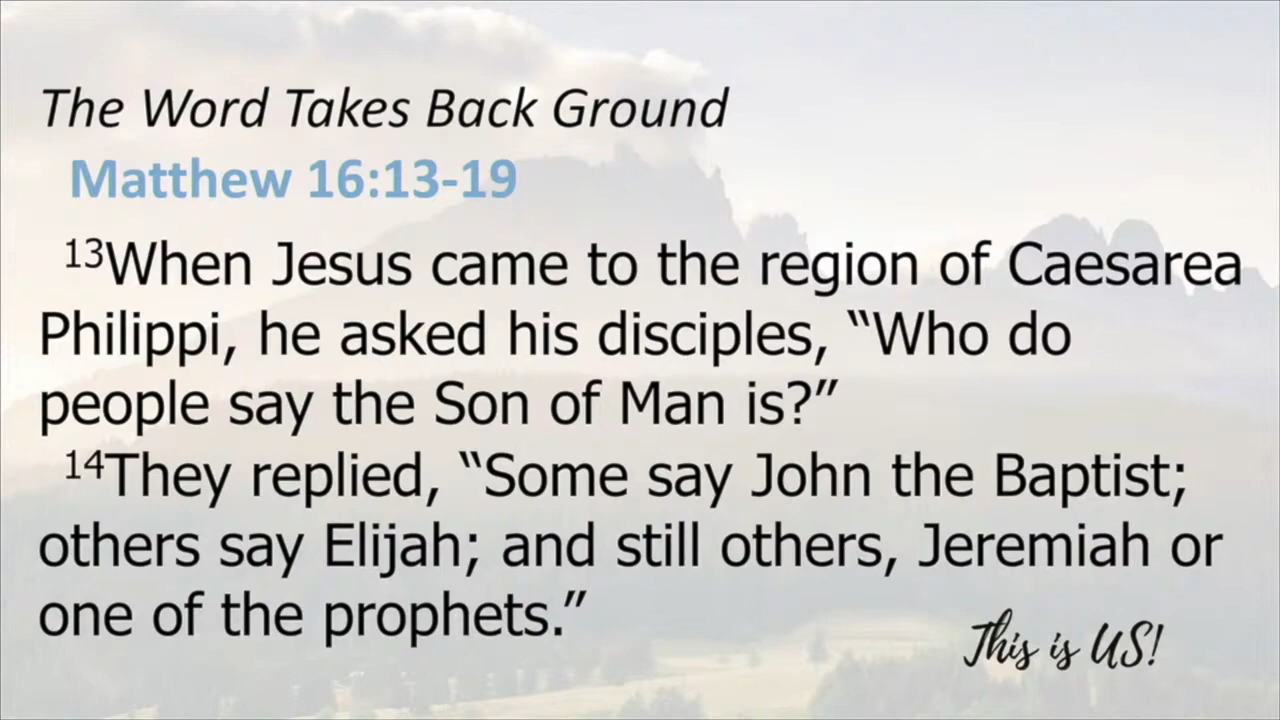 The Word Takes Back Ground
Matthew 16:13-19
¹³When Jesus came to the region of Caesarea
Philippi, he asked his disciples, “Who do
people say the Son of Man is?”
¹⁴They replied, “Some say John the Baptist;
others say Elijah; and still others, Jeremiah or
one of the prophets.”
This is US!